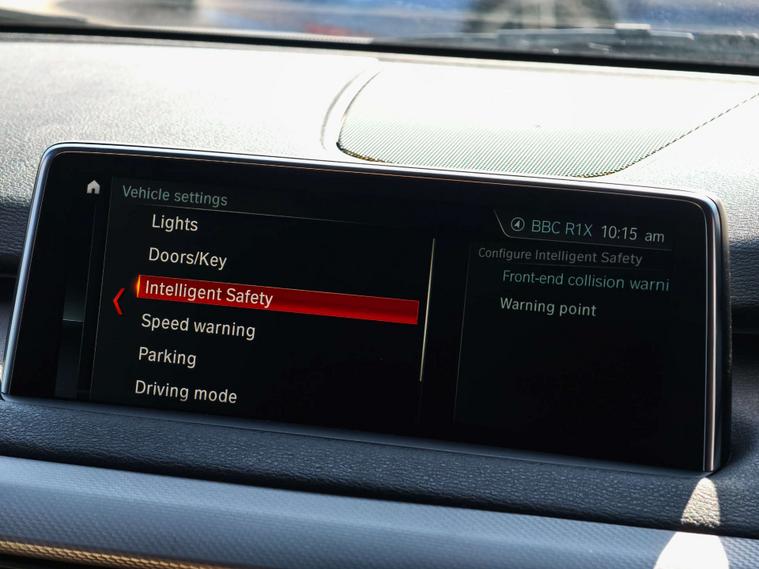 Vehicle settings
Lights
Doors/Key
Intelligent Safety
Speed warning
Parking
Driving mode
BBC R1X 10:15 am
Configure Intelligent Safety
Front-end collision warni
Warning point